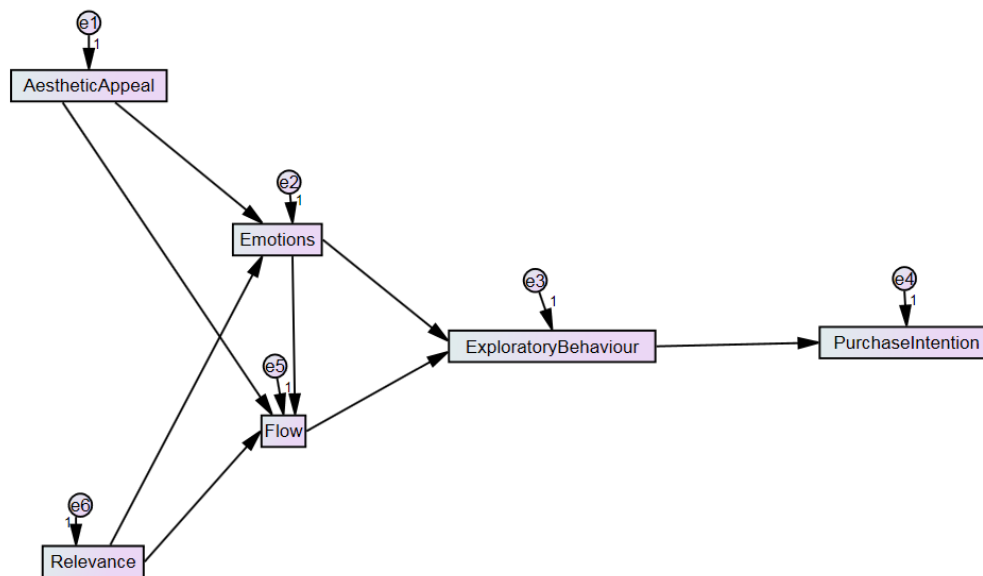 e1
1
AestheticAppeal
e2
1
Emotions
e3
1
ExploratoryBehaviour
e4
1
PurchaseIntention
e5
1
Flow
e6
1
Relevance